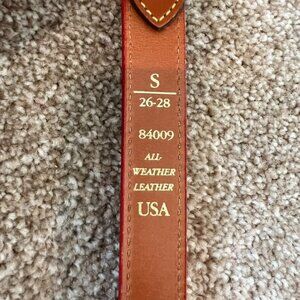 S
26-28
84009
ALL-
WEATHER
LEATHER
USA